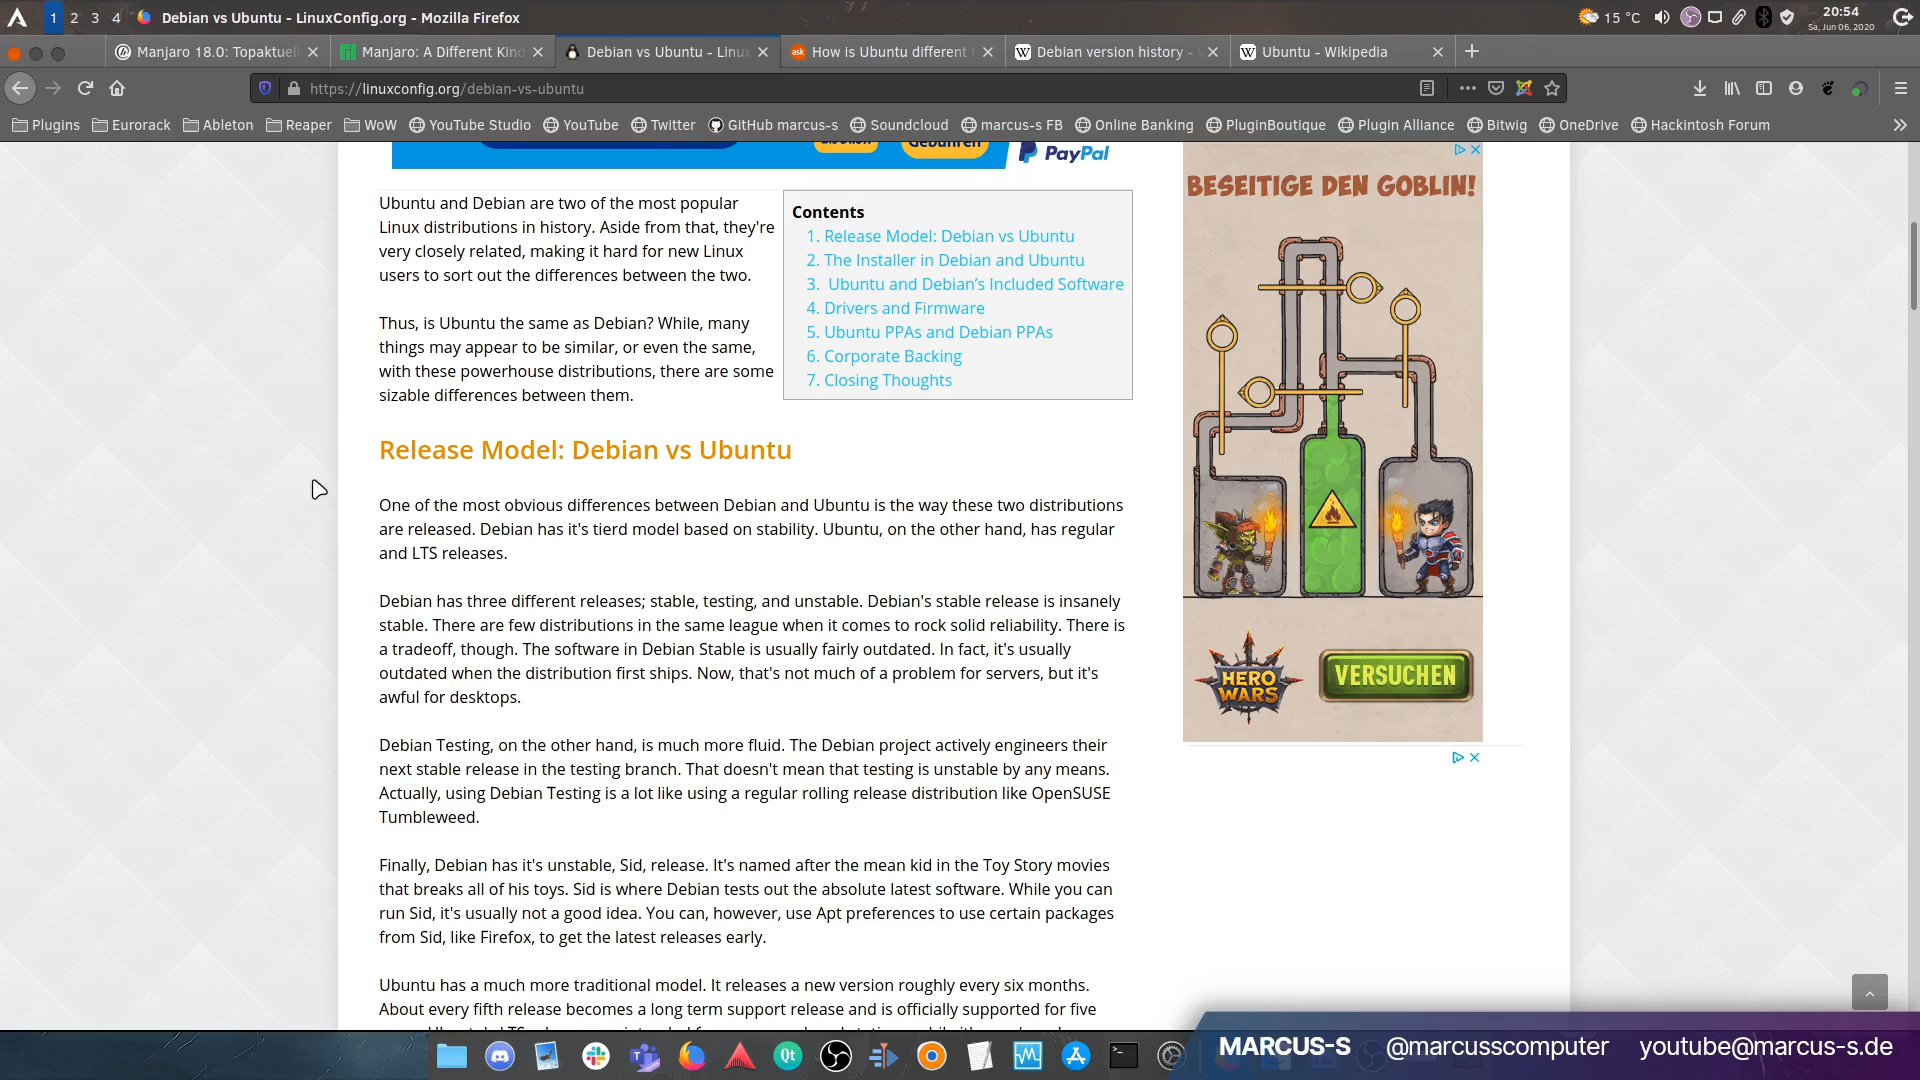 1 2 3 4 Debian vs Ubuntu - LinuxConfig.org - Mozilla Firefox
15 °C
20:54
Sa, Jun 06, 2020
Manjaro 18.0: Topaktuell
Manjaro: A Different Kind
Debian vs Ubuntu - Linux
ask How is Ubuntu different f
W Debian version history -
W Ubuntu - Wikipedia
https://linuxconfig.org/debian-vs-ubuntu
Plugins Eurorack Ableton Reaper WoW YouTube Studio YouTube Twitter GitHub marcus-s Soundcloud marcus-s FB Online Banking PluginBoutique Plugin Alliance Bitwig OneDrive Hackintosh Forum
Gebühren
PayPal
Ubuntu and Debian are two of the most popular
Linux distributions in history. Aside from that, they're
very closely related, making it hard for new Linux
users to sort out the differences between the two.
Thus, is Ubuntu the same as Debian? While, many
things may appear to be similar, or even the same,
with these powerhouse distributions, there are some
sizable differences between them.
Contents
1. Release Model: Debian vs Ubuntu
2. The Installer in Debian and Ubuntu
3. Ubuntu and Debian’s Included Software
4. Drivers and Firmware
5. Ubuntu PPAs and Debian PPAs
6. Corporate Backing
7. Closing Thoughts
Release Model: Debian vs Ubuntu
One of the most obvious differences between Debian and Ubuntu is the way these two distributions
are released. Debian has it's tierd model based on stability. Ubuntu, on the other hand, has regular
and LTS releases.
Debian has three different releases; stable, testing, and unstable. Debian's stable release is insanely
stable. There are few distributions in the same league when it comes to rock solid reliability. There is
a tradeoff, though. The software in Debian Stable is usually fairly outdated. In fact, it's usually
outdated when the distribution first ships. Now, that's not much of a problem for servers, but it's
awful for desktops.
Debian Testing, on the other hand, is much more fluid. The Debian project actively engineers their
next stable release in the testing branch. That doesn't mean that testing is unstable by any means.
Actually, using Debian Testing is a lot like using a regular rolling release distribution like OpenSUSE
Tumbleweed.
Finally, Debian has it's unstable, Sid, release. It's named after the mean kid in the Toy Story movies
that breaks all of his toys. Sid is where Debian tests out the absolute latest software. While you can
run Sid, it's usually not a good idea. You can, however, use Apt preferences to use certain packages
from Sid, like Firefox, to get the latest releases early.
Ubuntu has a much more traditional model. It releases a new version roughly every six months.
About every fifth release becomes a long term support release and is officially supported for five
BESEITIGE DEN GOBLIN!
HERO
WARS
VERSUCHEN
Qt
MARCUS-S @marcusscomputer youtube@marcus-s.de